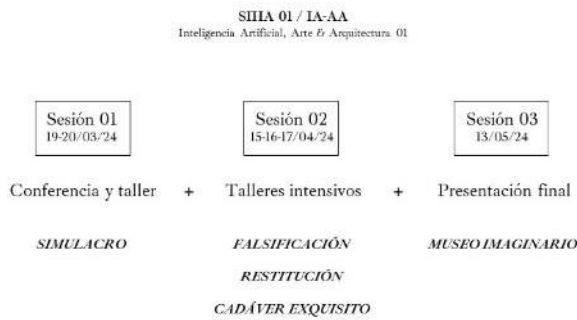 SIHA 01 / IA-AA
Inteligencia Artificial, Arte & Arquitectura 01
Sesión 01
19-20/03/24
Sesión 02
15-16-17/04/24
Sesión 03
13/05/24
Conferencia y taller + Talleres intensivos + Presentación final
SIMULACRO FALSIFICACIÓN MUSEO IMAGINARIO
RESTITUCIÓN
CADÁVER EXQUISITO